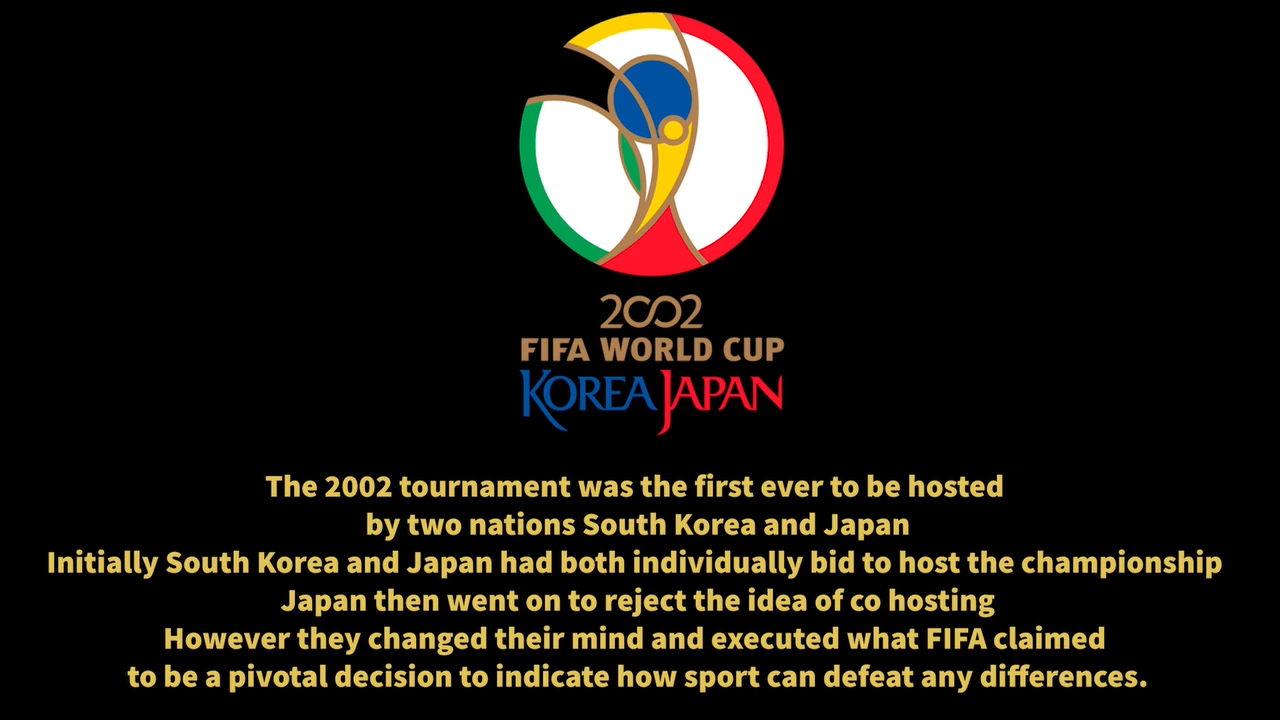 2002
FIFA WORLD CUP
KOREA JAPAN
The 2002 tournament was the first ever to be hosted
by two nations South Korea and Japan
Initially South Korea and Japan had both individually bid to host the championship
Japan then went on to reject the idea of co hosting
However they changed their mind and executed what FIFA claimed
to be a pivotal decision to indicate how sport can defeat any differences.